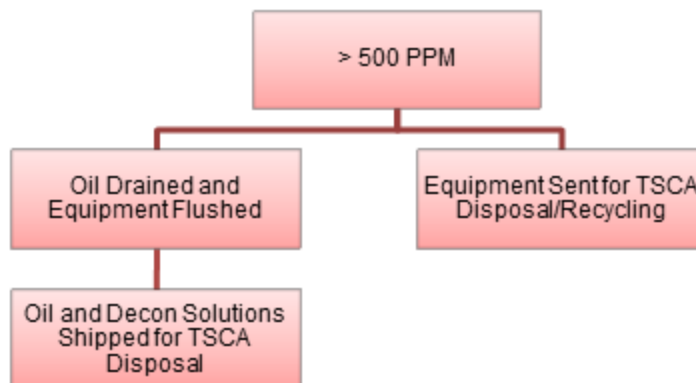 > 500 PPM
Oil Drained and
Equipment Flushed
Equipment Sent for TSCA
Disposal/Recycling
Oil and Decon Solutions
Shipped for TSCA
Disposal